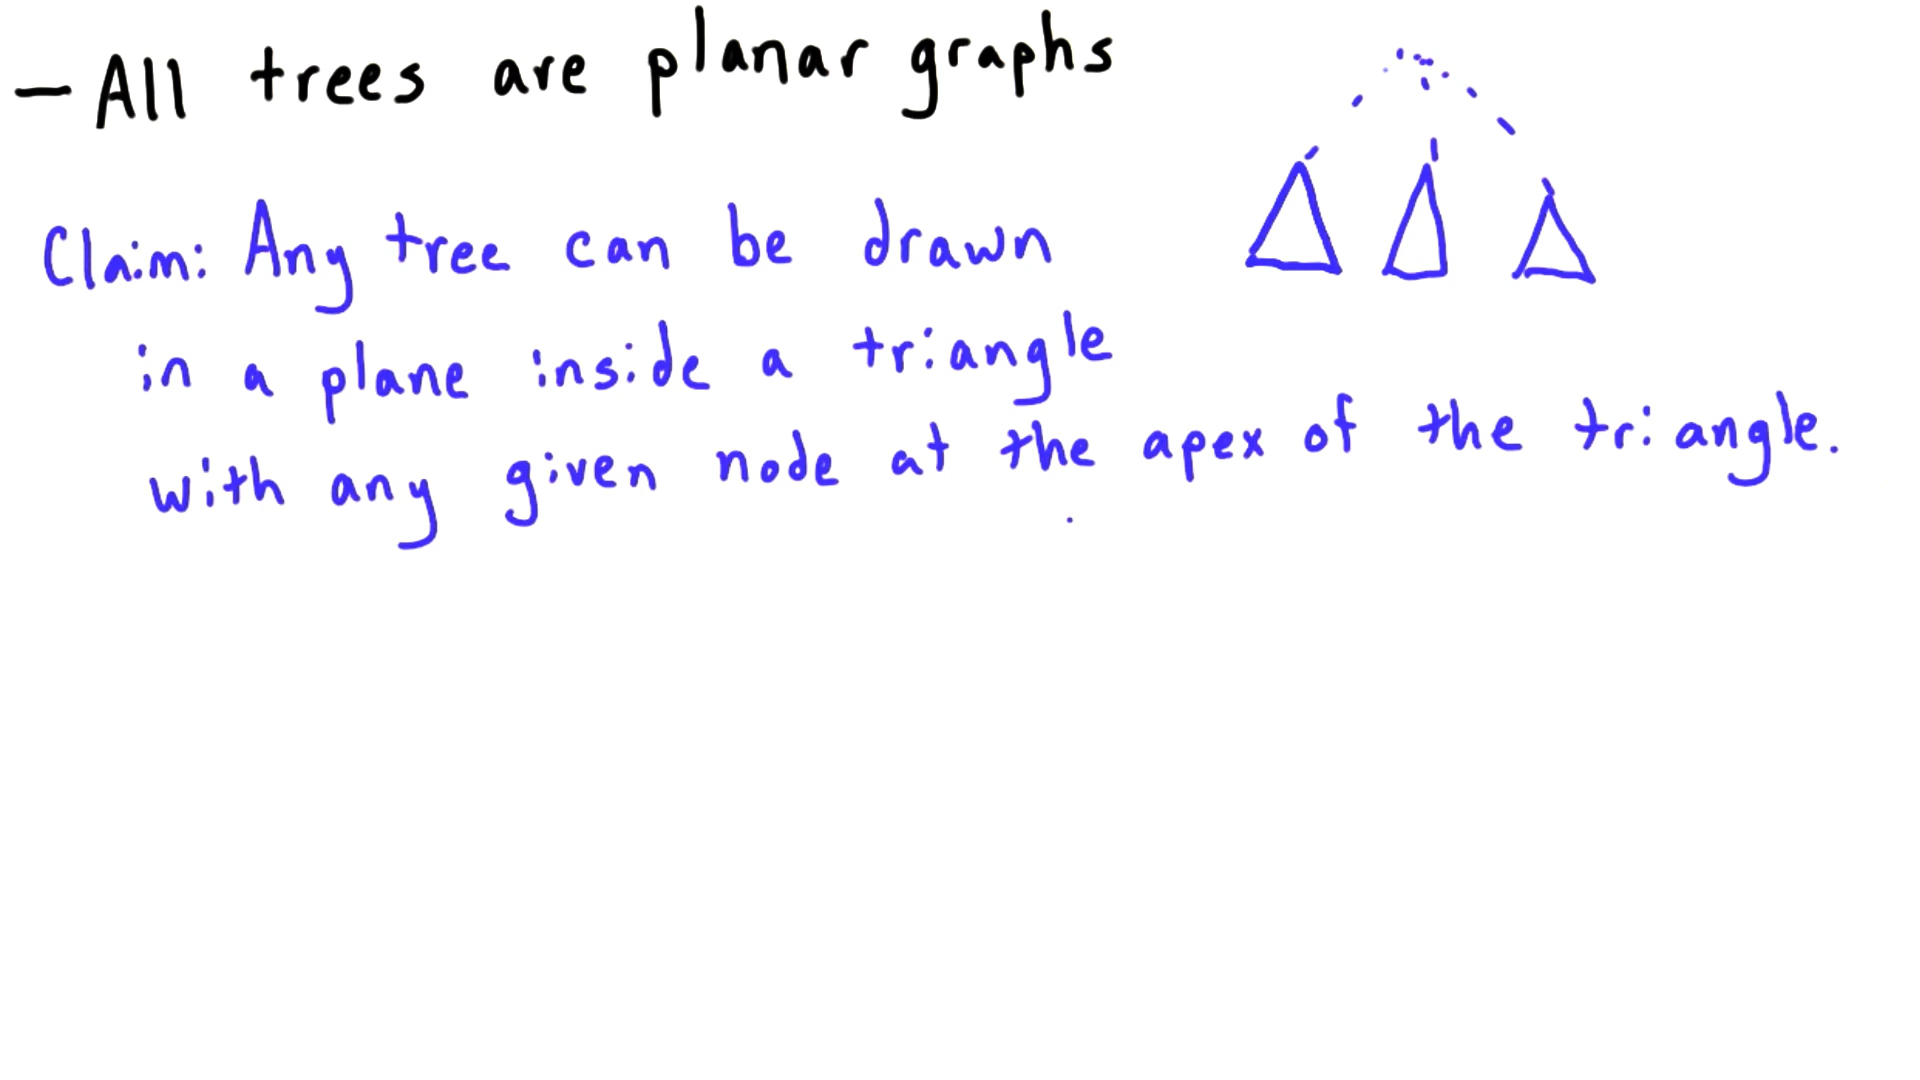 - All trees are planar graphs
Claim: Any tree can be drawn
in a plane inside a triangle
with any given node at the apex of the triangle.